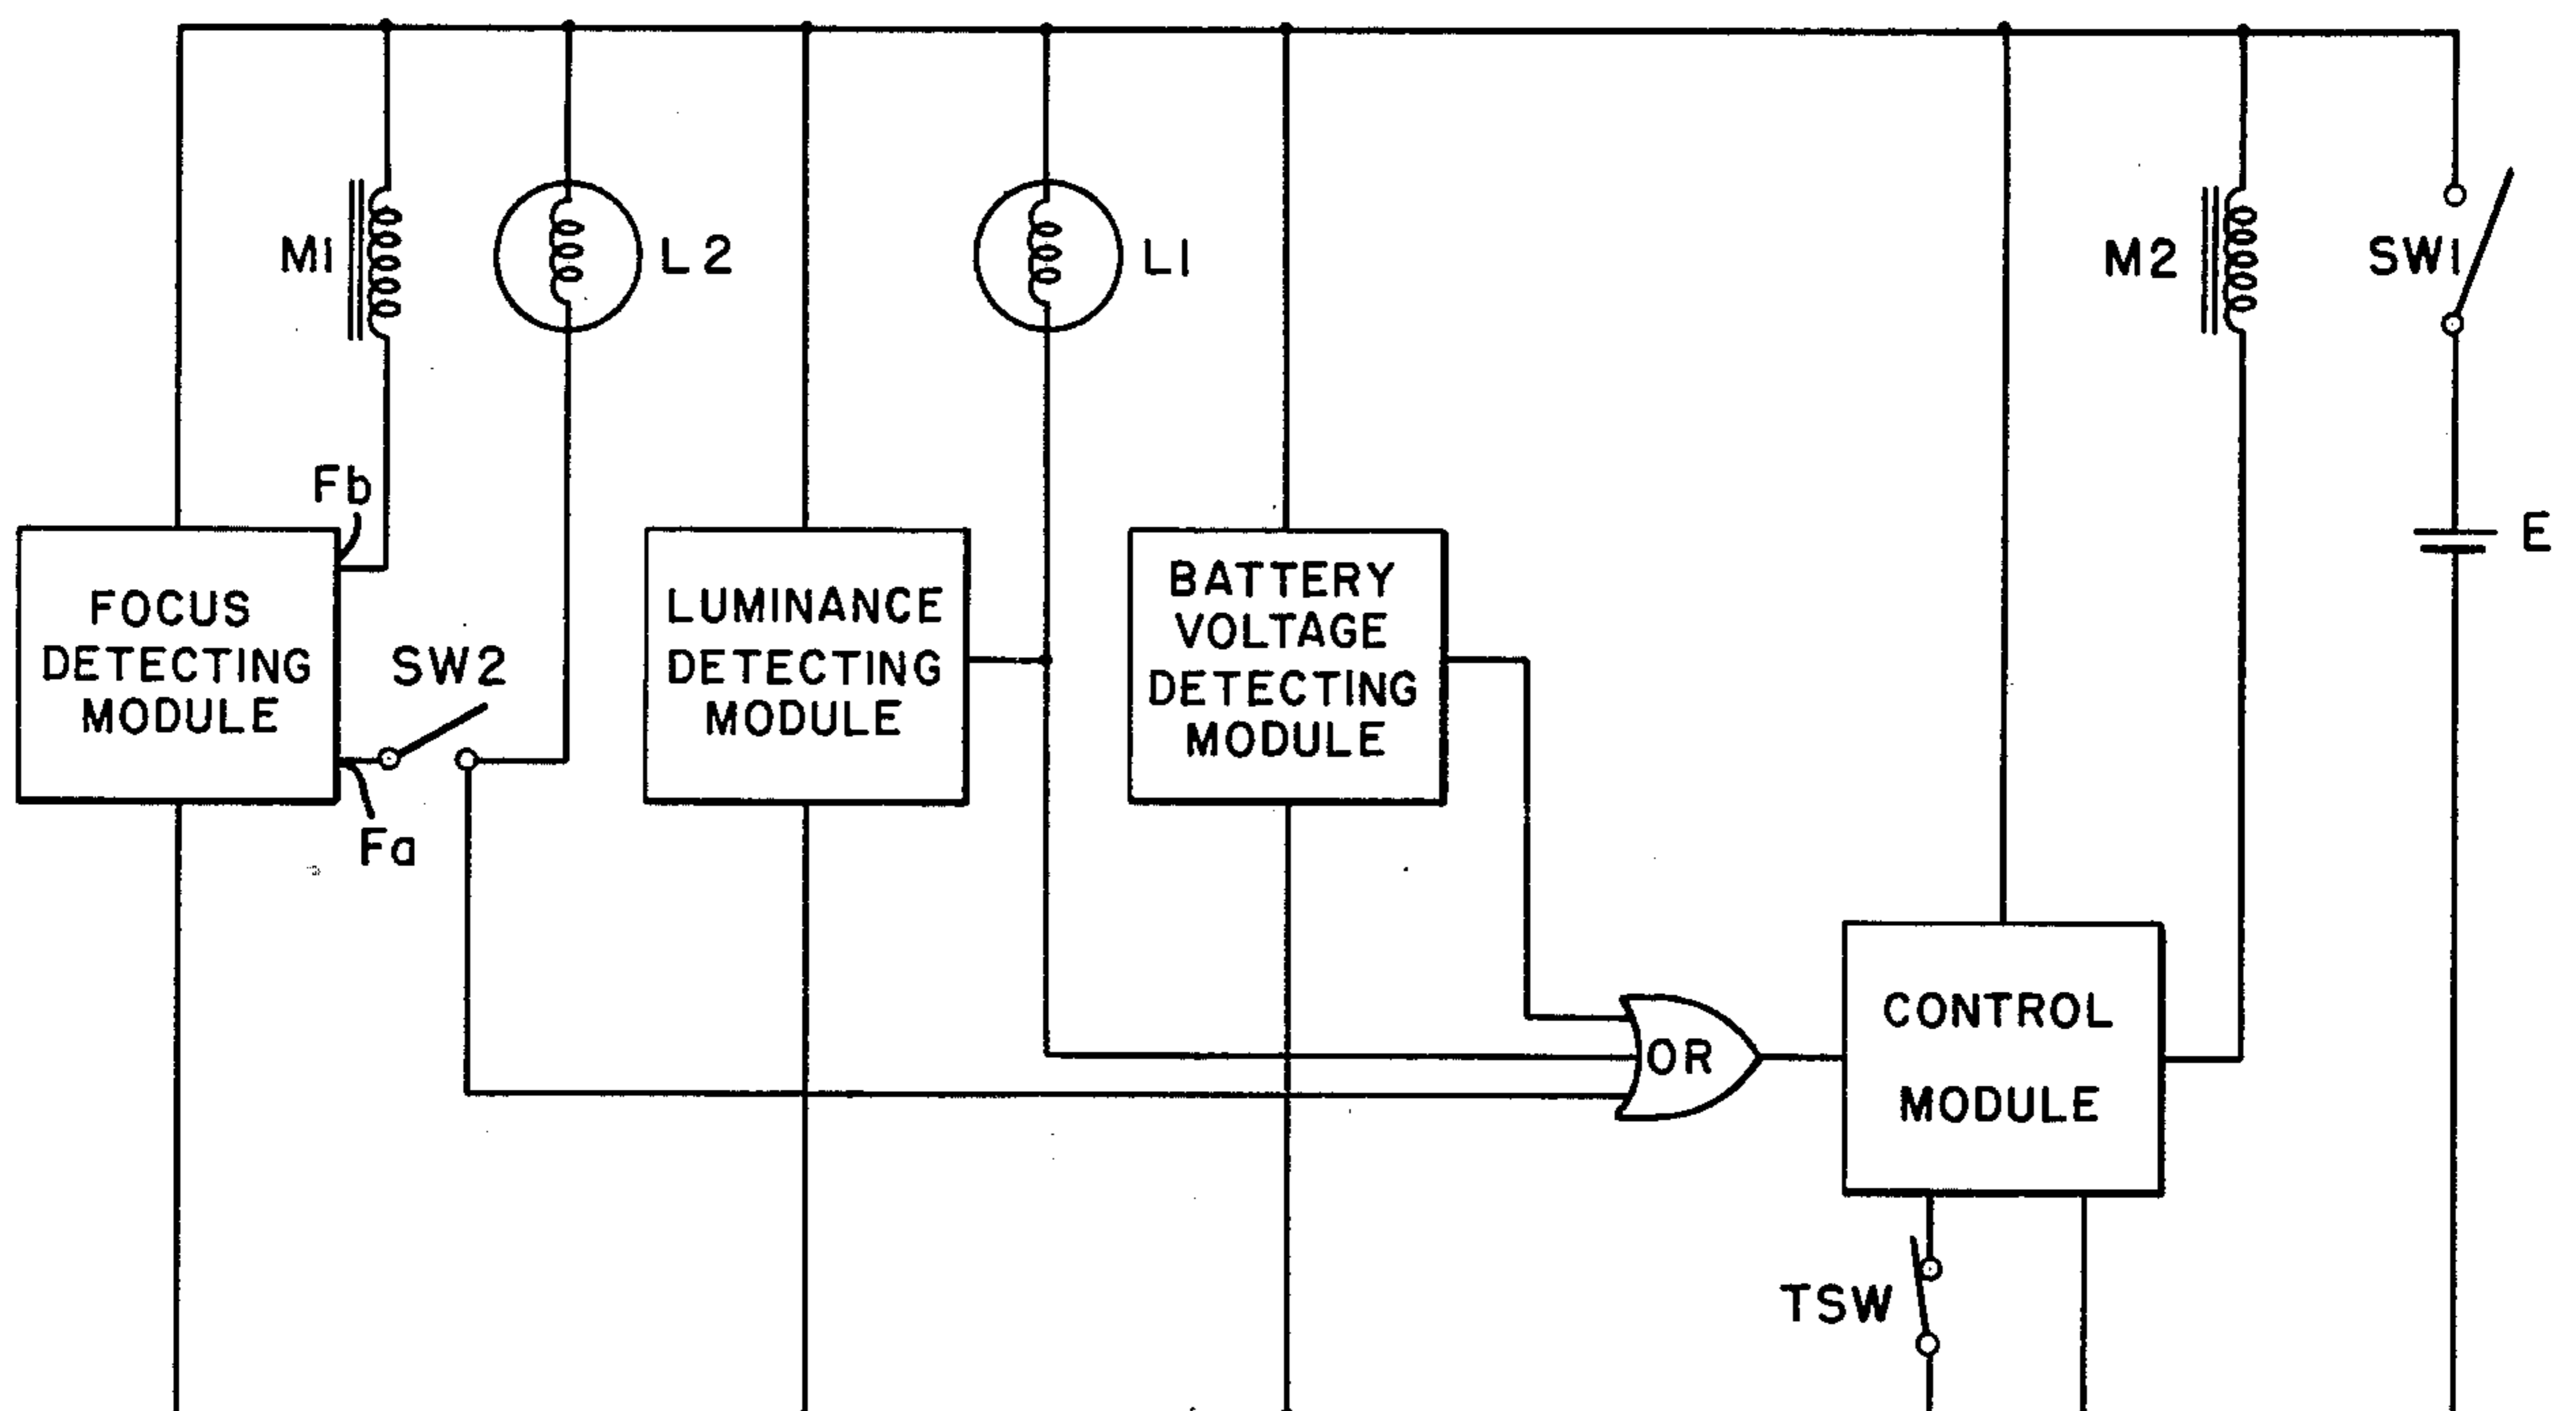 M1
L2
L1
M2
SW1
Fb
E
FOCUS
DETECTING
MODULE
SW2
Fa
LUMINANCE
DETECTING
MODULE
BATTERY
VOLTAGE
DETECTING
MODULE
OR
CONTROL
MODULE
TSW